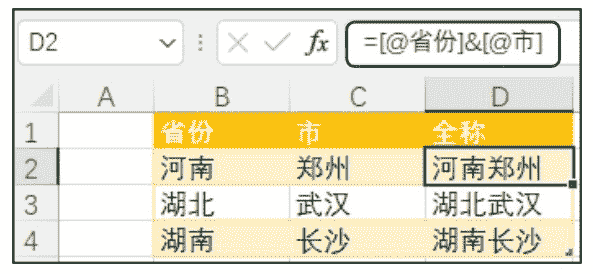 D2 fx =[@省份]&[@市]
A B C D
1 省份 市 全称
2 河南 郑州 河南郑州
3 湖北 武汉 湖北武汉
4 湖南 长沙 湖南长沙